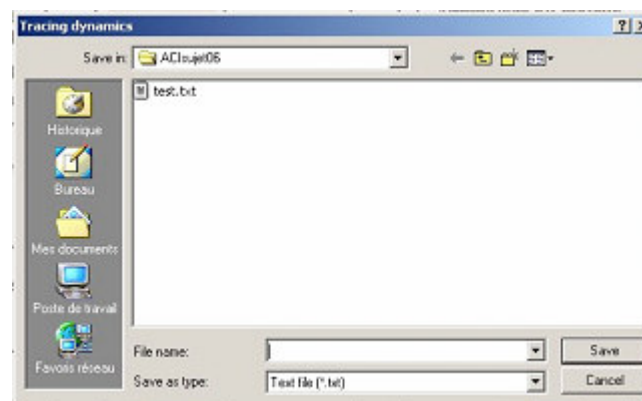 Tracing dynamics
Save in: ACIsujet06
test.txt
Historique
Bureau
Mes documents
Poste de travail
Favoris réseau
File name:
Save
Save as type: Text file (*.txt)
Cancel